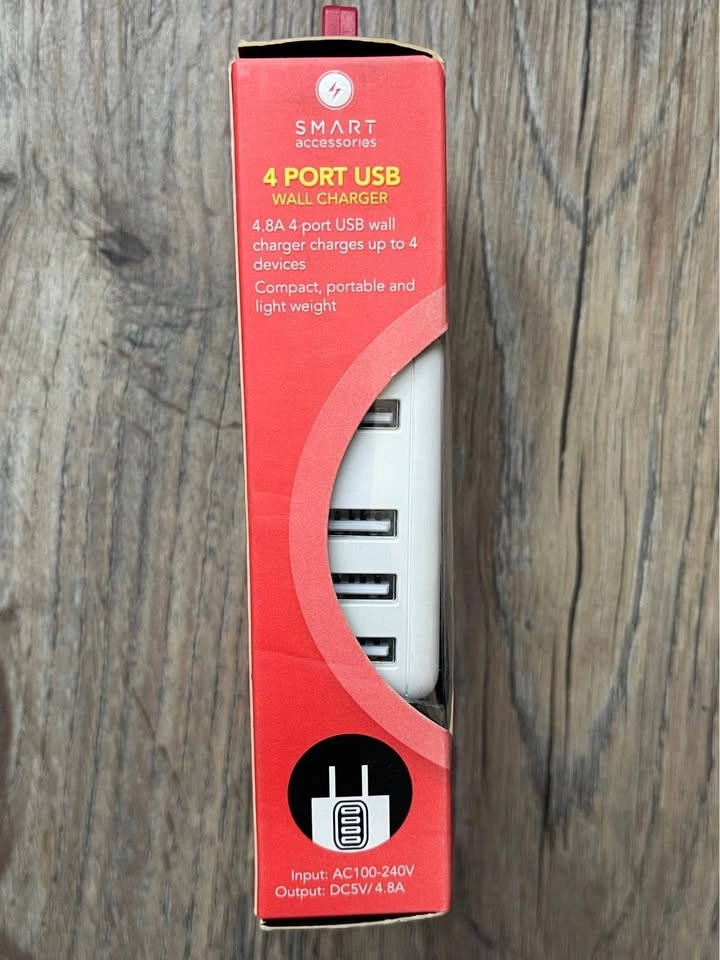 SMART
accessories
4 PORT USB
WALL CHARGER
4.8A 4 port USB wall
charger charges up to 4
devices
Compact, portable and
light weight
Input: AC100-240V
Output: DC5V/4.8A